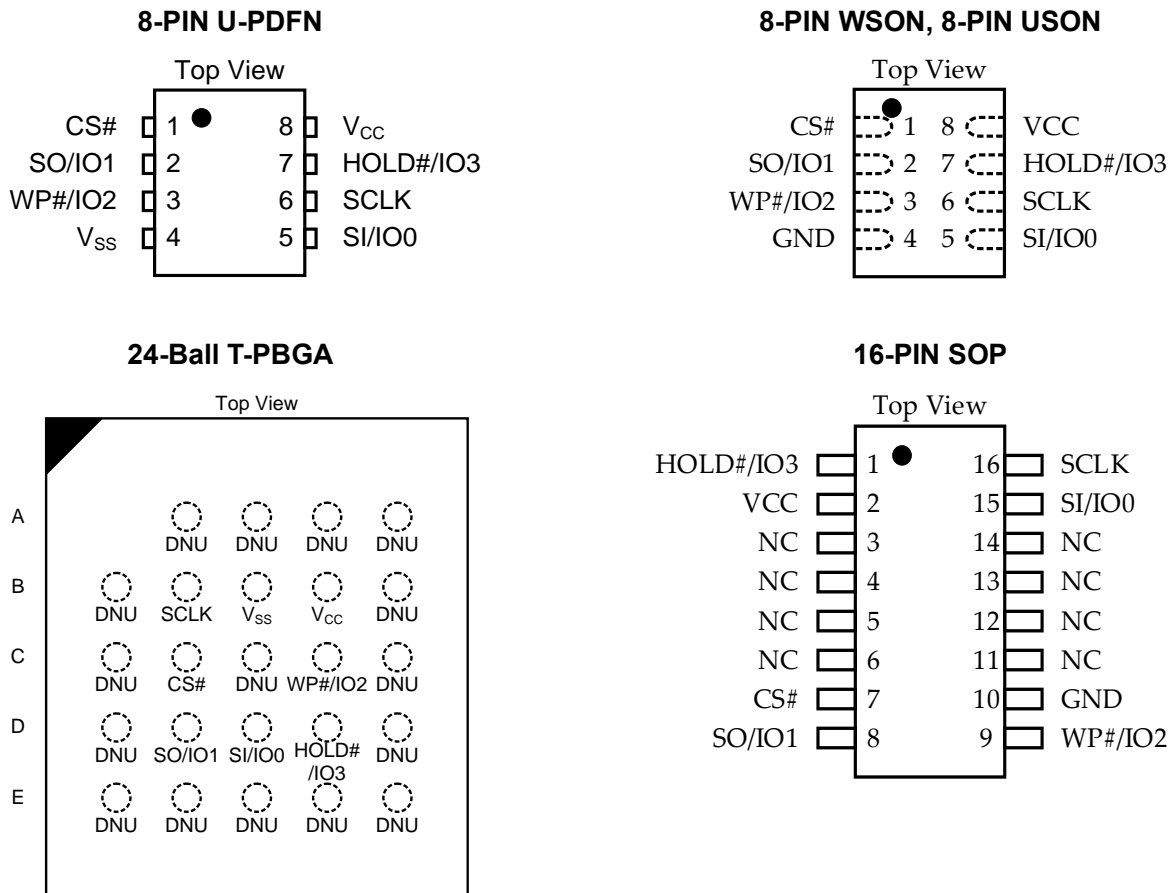 8-PIN U-PDFN
Top View
CS# 1 8 VCC
SO/IO1 2 7 HOLD#/IO3
WP#/IO2 3 6 SCLK
VSS 4 5 SI/IO0
8-PIN WSON, 8-PIN USON
Top View
CS# 1 8 VCC
SO/IO1 2 7 HOLD#/IO3
WP#/IO2 3 6 SCLK
GND 4 5 SI/IO0
24-Ball T-PBGA
Top View
A
DNU DNU DNU DNU
B
DNU SCLK VSS VCC DNU
C
DNU CS# DNU WP#/IO2 DNU
D
DNU SO/IO1 SI/IO0 HOLD# DNU
/IO3
E
DNU DNU DNU DNU DNU
16-PIN SOP
Top View
HOLD#/IO3 1 16 SCLK
VCC 2 15 SI/IO0
NC 3 14 NC
NC 4 13 NC
NC 5 12 NC
NC 6 11 NC
CS# 7 10 GND
SO/IO1 8 9 WP#/IO2